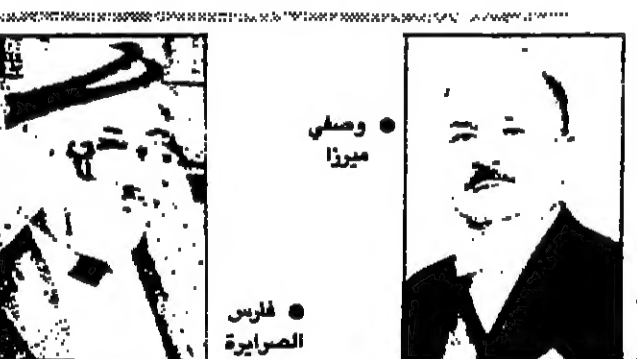 ● وصفي
ميرزا
● فارس
الصرايرة